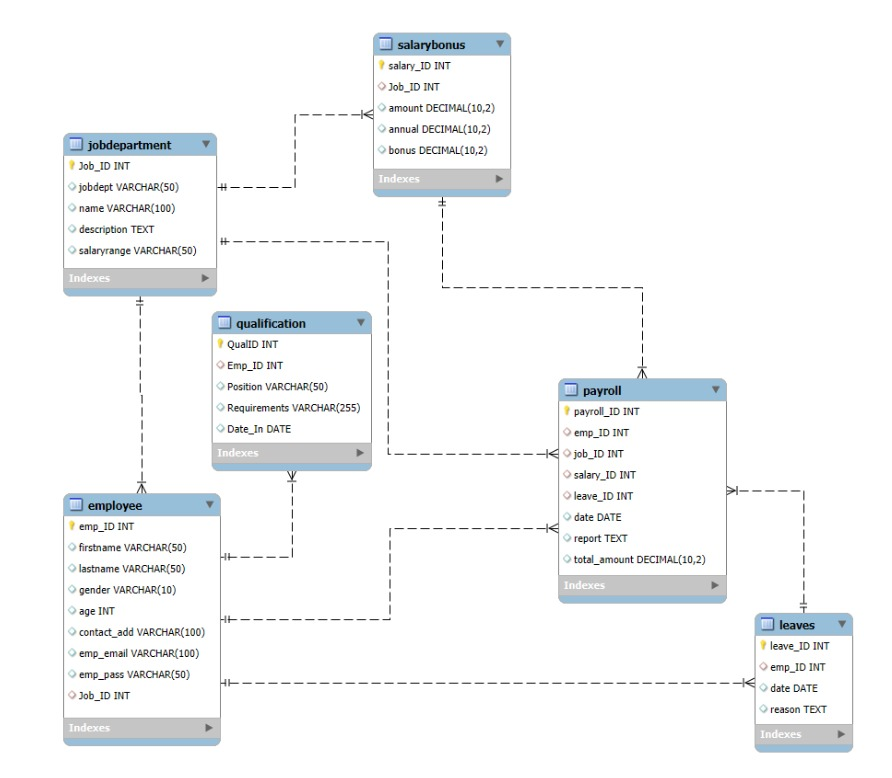 salarybonus
salary_ID INT
Job_ID INT
amount DECIMAL(10,2)
annual DECIMAL(10,2)
bonus DECIMAL(10,2)
Indexes
jobdepartment
Job_ID INT
jobdept VARCHAR(50)
name VARCHAR(100)
description TEXT
salaryrange VARCHAR(50)
Indexes
qualification
QualID INT
Emp_ID INT
Position VARCHAR(50)
Requirements VARCHAR(255)
Date_In DATE
Indexes
payroll
payroll_ID INT
emp_ID INT
job_ID INT
salary_ID INT
leave_ID INT
date DATE
report TEXT
total_amount DECIMAL(10,2)
Indexes
employee
emp_ID INT
firstname VARCHAR(50)
lastname VARCHAR(50)
gender VARCHAR(10)
age INT
contact_add VARCHAR(100)
emp_email VARCHAR(100)
emp_pass VARCHAR(50)
Job_ID INT
Indexes
leaves
leave_ID INT
emp_ID INT
date DATE
reason TEXT
Indexes